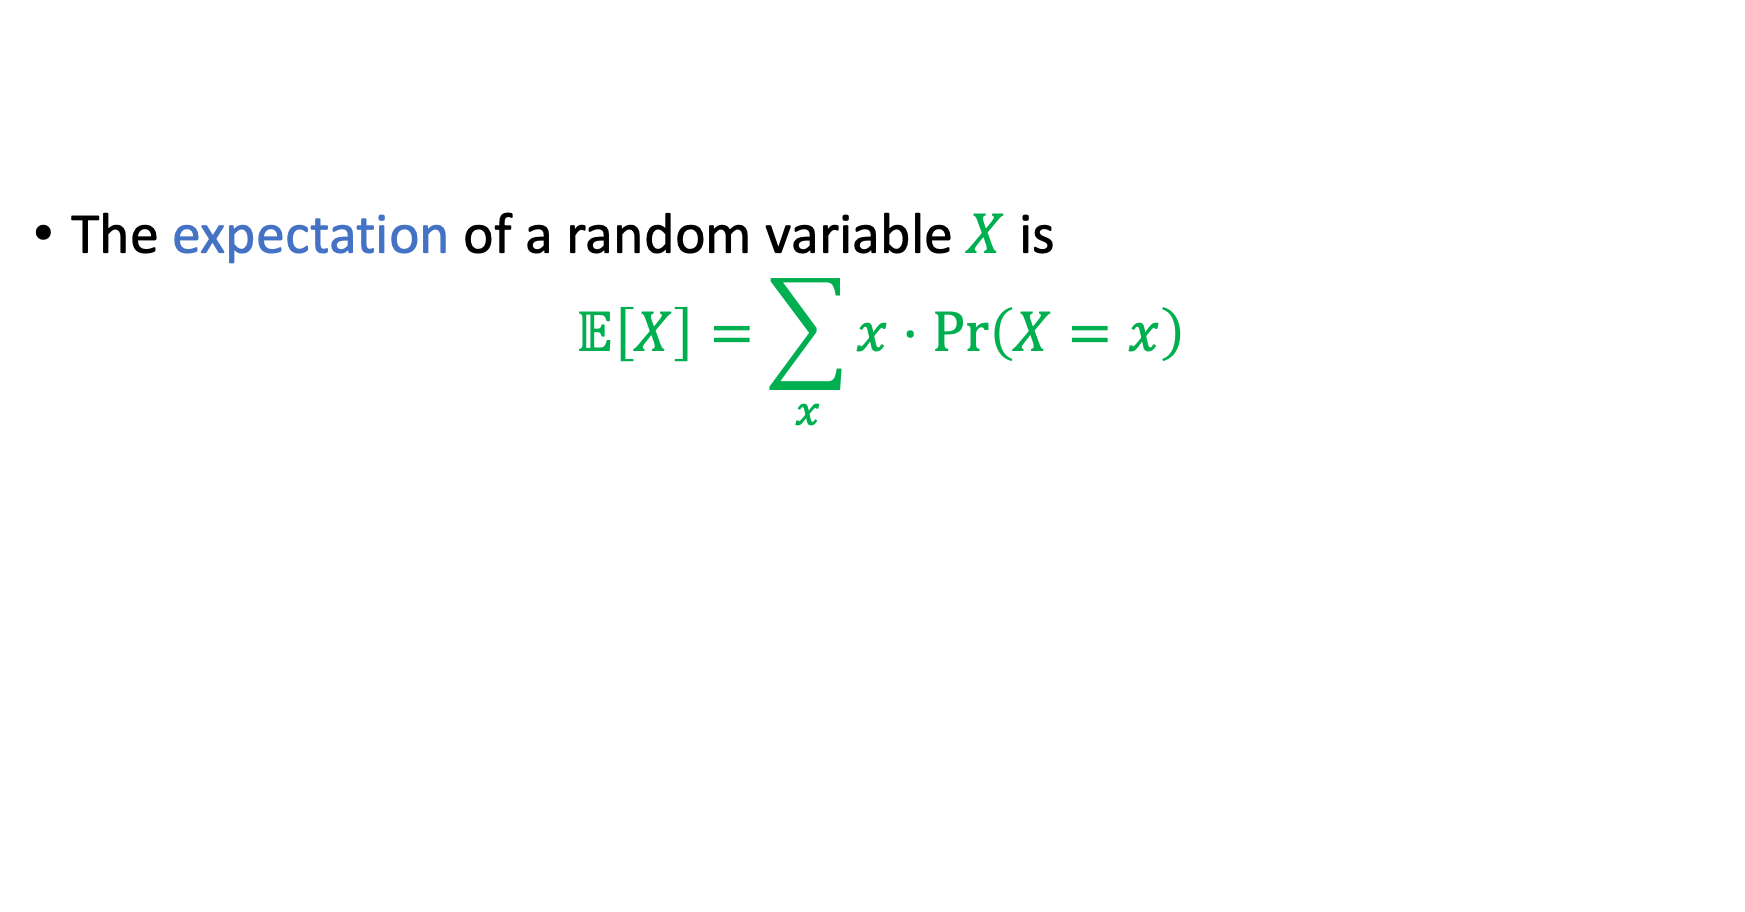 • The expectation of a random variable X is
𝔼[X] = ∑ x · Pr(X = x)
x